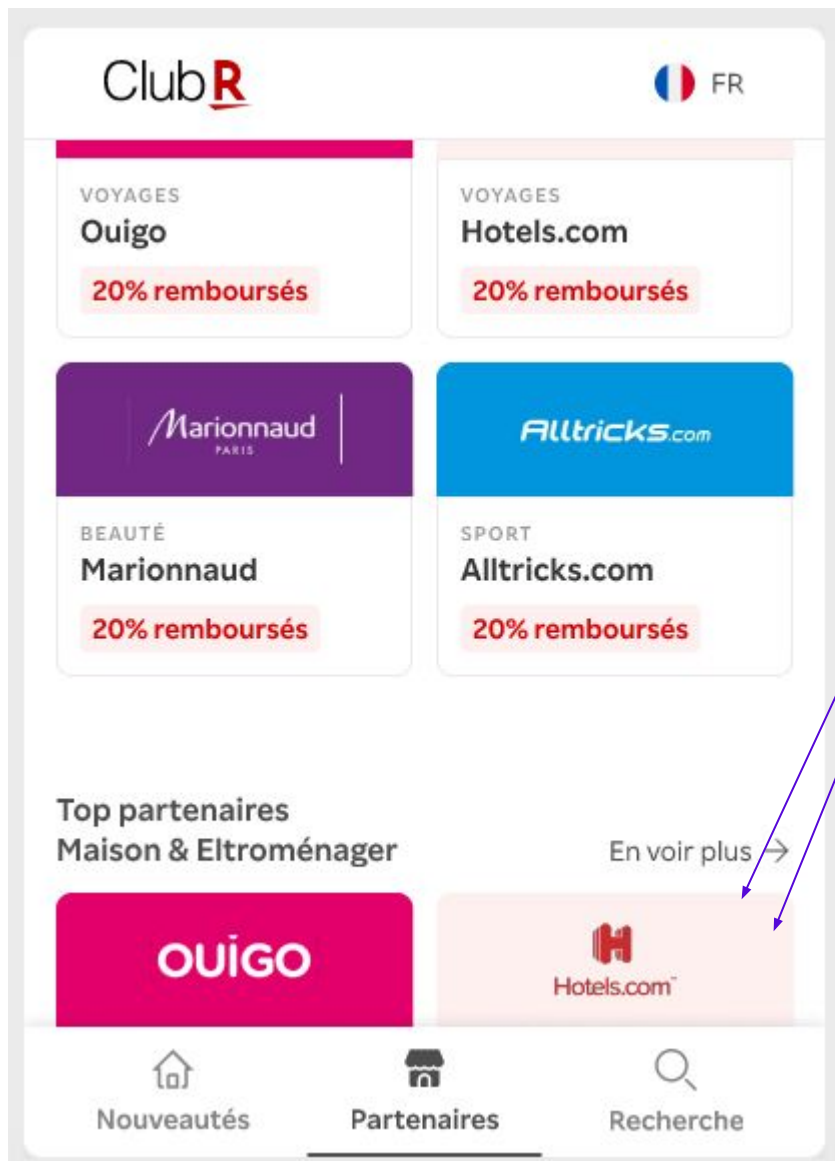 Club R
FR
VOYAGES
Ouigo
20% remboursés
VOYAGES
Hotels.com
20% remboursés
Marionnaud
PARIS
Alltricks.com
BEAUTÉ
Marionnaud
20% remboursés
SPORT
Alltricks.com
20% remboursés
Top partenaires
Maison & Eltroménager
En voir plus →
OUIGO
H
Hotels.com
Nouveautés
Partenaires
Recherche